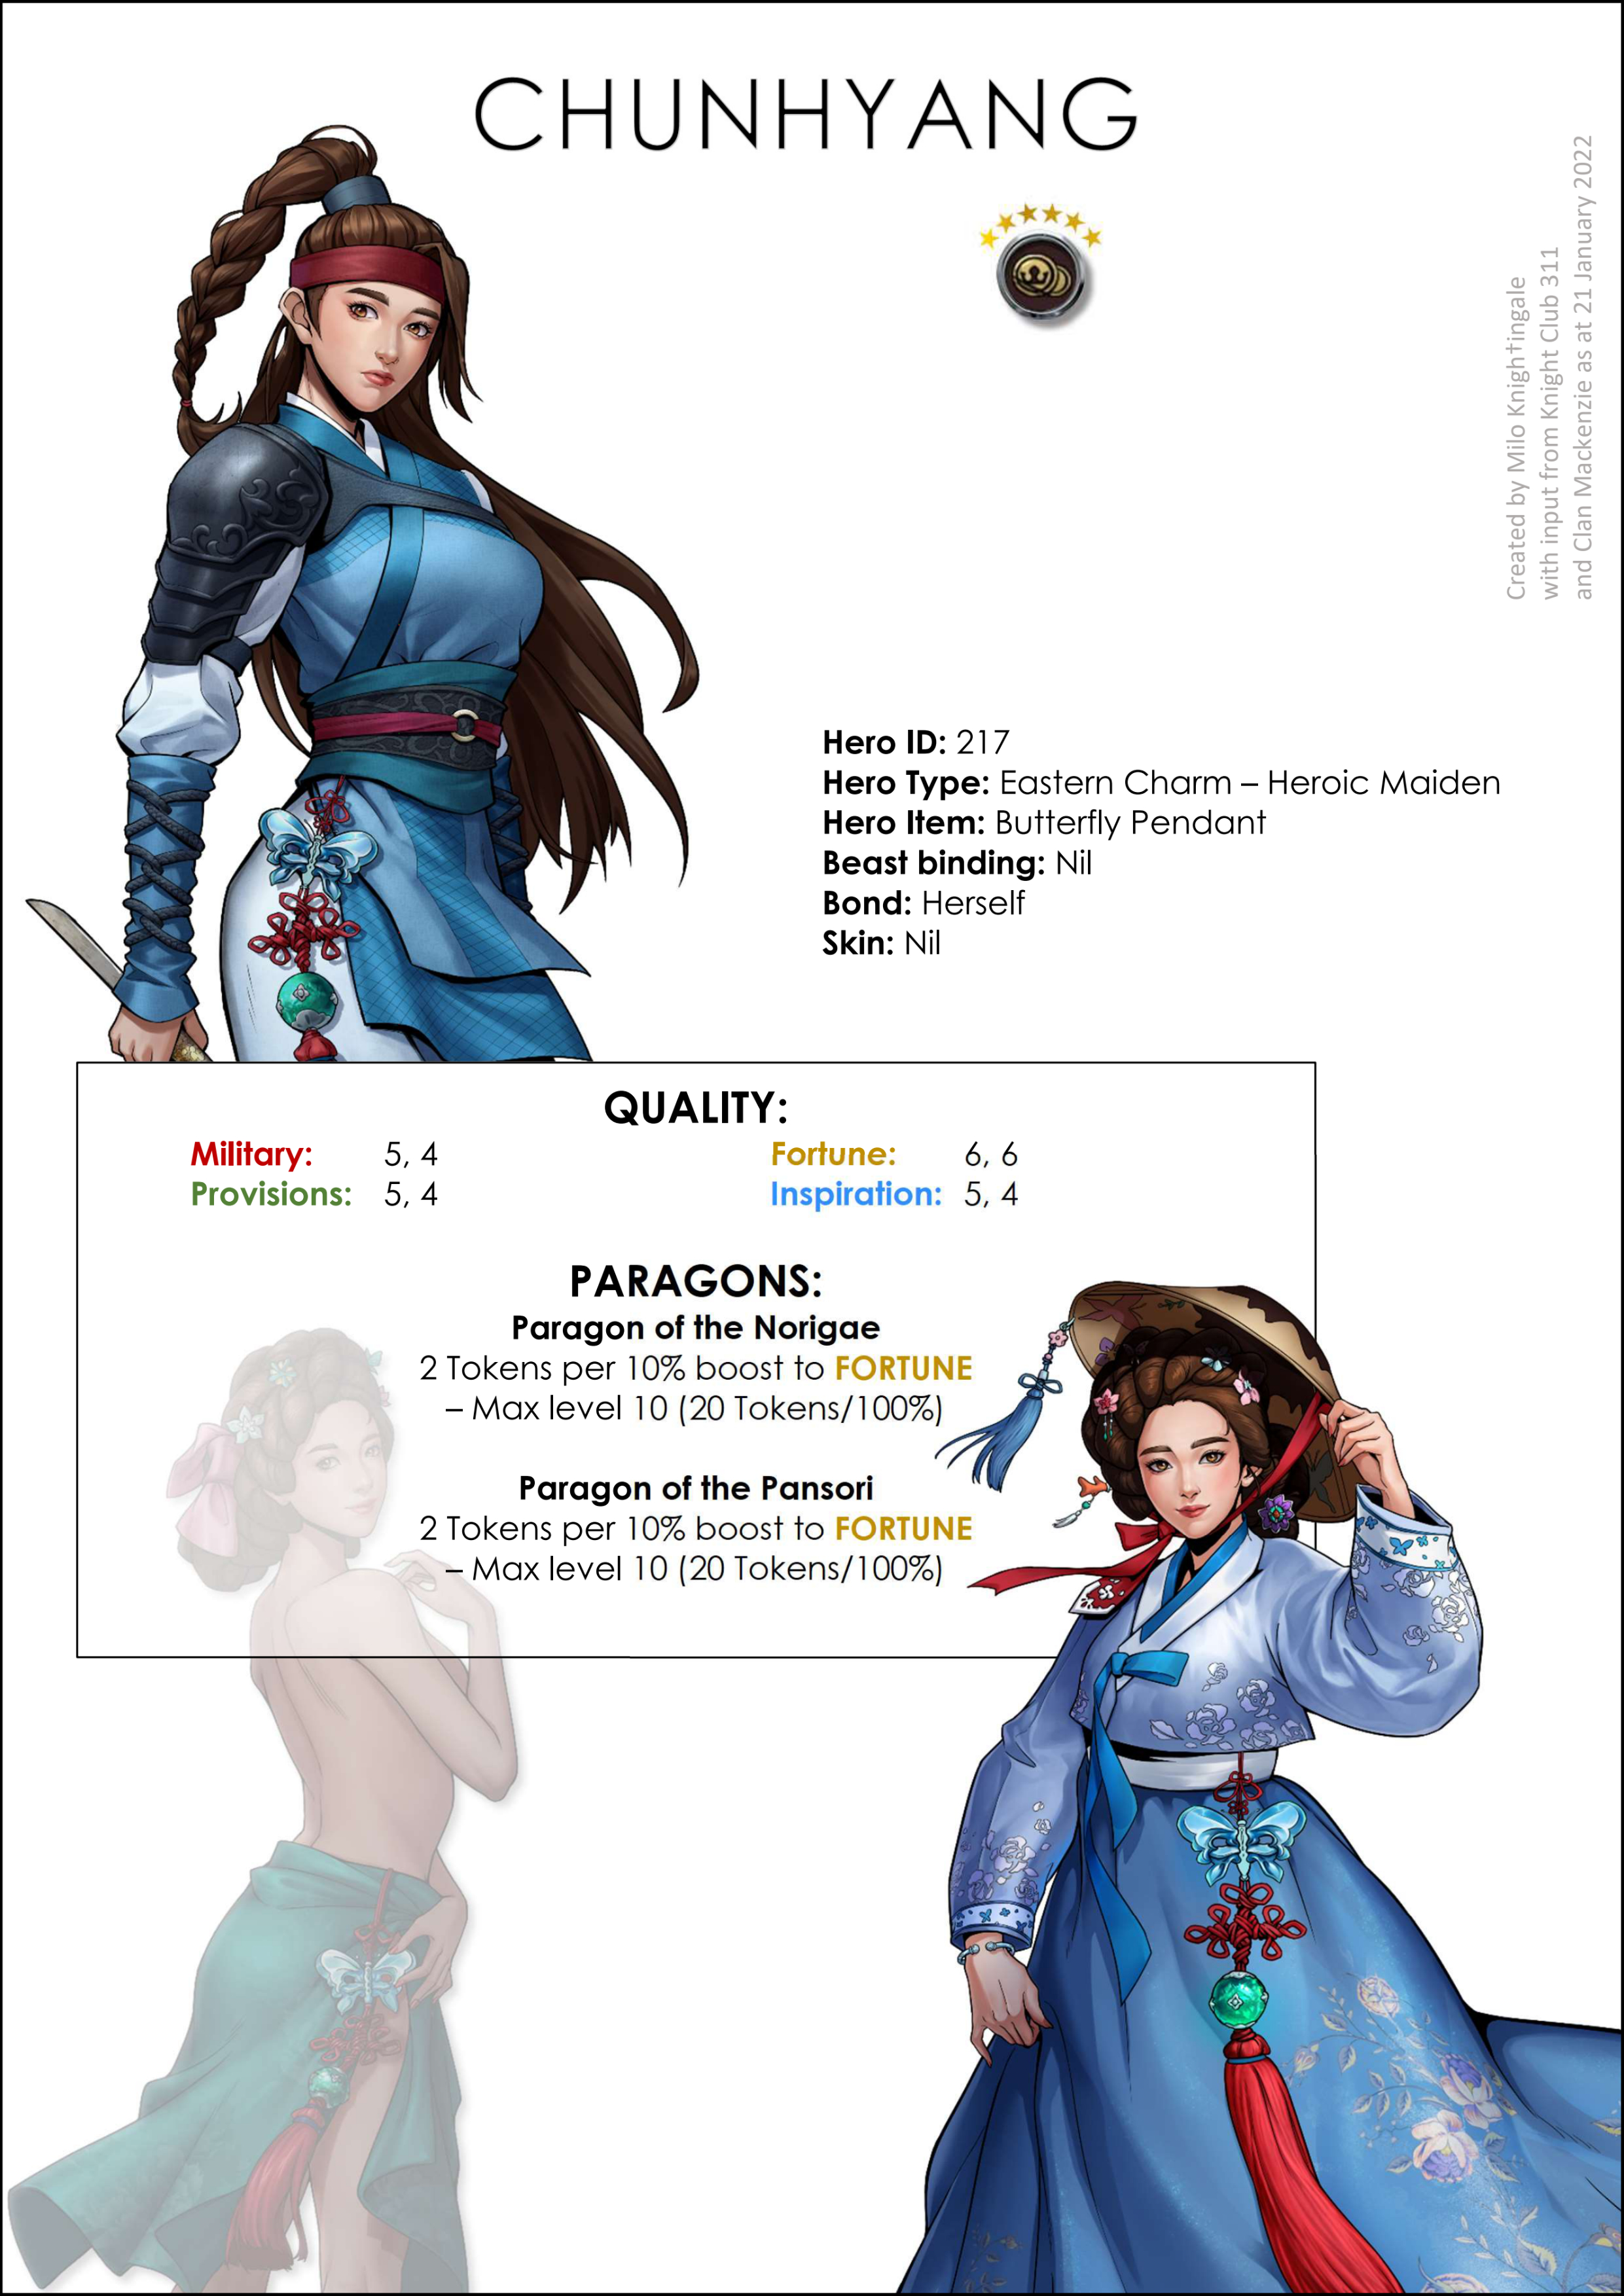 CHUNHYANG
Created by Milo Knigh†ingale
with input from Knight Club 311
and Clan Mackenzie as at 21 January 2022
Hero ID: 217
Hero Type: Eastern Charm – Heroic Maiden
Hero Item: Butterfly Pendant
Beast binding: Nil
Bond: Herself
Skin: Nil
QUALITY:
Military: 5, 4 Fortune: 6, 6
Provisions: 5, 4 Inspiration: 5, 4
PARAGONS:
Paragon of the Norigae
2 Tokens per 10% boost to FORTUNE
– Max level 10 (20 Tokens/100%)
Paragon of the Pansori
2 Tokens per 10% boost to FORTUNE
– Max level 10 (20 Tokens/100%)